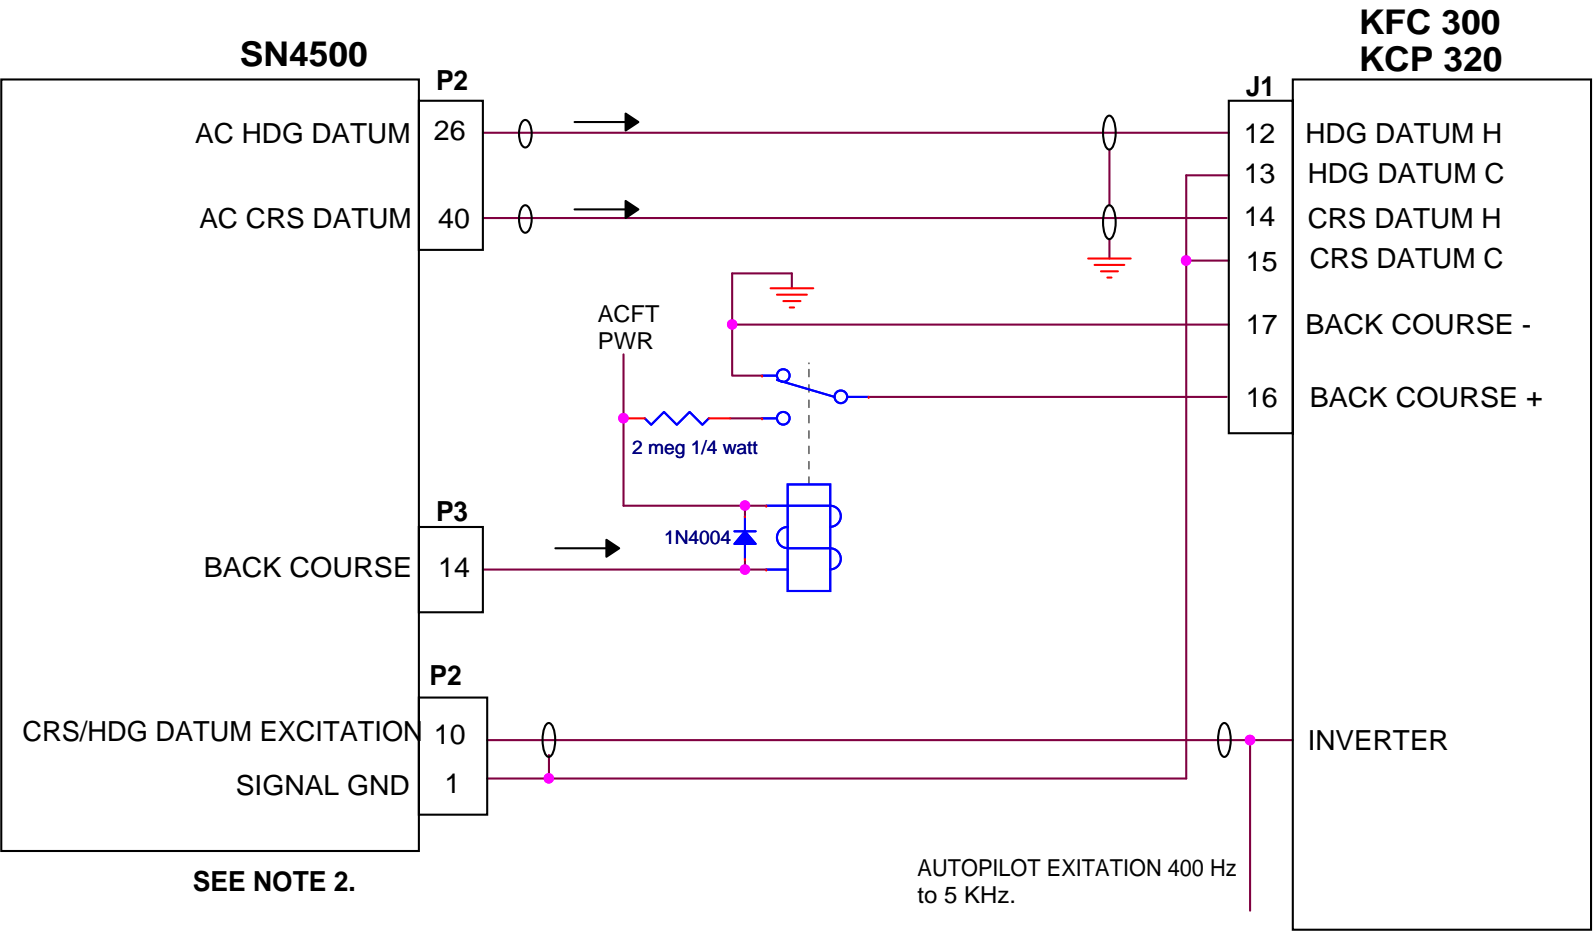 KFC 300
KCP 320
SN4500
P2
J1
AC HDG DATUM 26
12 HDG DATUM H
13 HDG DATUM C
AC CRS DATUM 40
14 CRS DATUM H
15 CRS DATUM C
ACFT
PWR
17 BACK COURSE -
16 BACK COURSE +
2 meg 1/4 watt
P3
1N4004
BACK COURSE 14
P2
CRS/HDG DATUM EXCITATION 10
INVERTER
SIGNAL GND 1
SEE NOTE 2.
AUTOPILOT EXITATION 400 Hz
to 5 KHz.